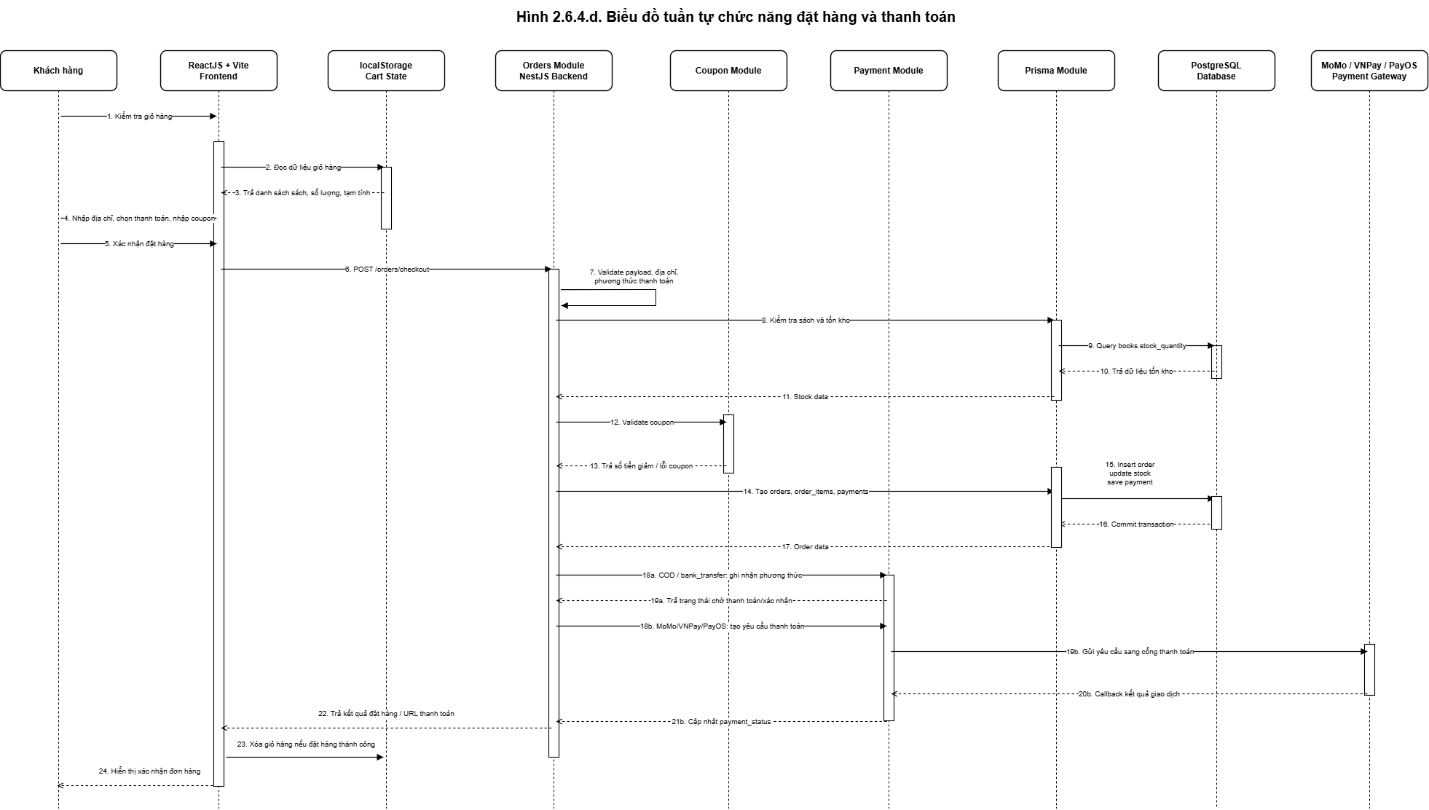 Hình 2.6.4.d. Biểu đồ tuần tự chức năng đặt hàng và thanh toán
Khách hàng
ReactJS + Vite
Frontend
localStorage
Cart State
Orders Module
NestJS Backend
Coupon Module
Payment Module
Prisma Module
PostgreSQL
Database
MoMo / VNPay / PayOS
Payment Gateway
1. Kiểm tra giỏ hàng
2. Đọc dữ liệu giỏ hàng
3. Trả danh sách sách, số lượng, tạm tính
4. Nhập địa chỉ, chọn thanh toán, nhập coupon
5. Xác nhận đặt hàng
6. POST /orders/checkout
7. Validate payload, địa chỉ,
phương thức thanh toán
8. Kiểm tra sách và tồn kho
9. Query books.stock_quantity
10. Trả dữ liệu tồn kho
11. Stock data
12. Validate coupon
13. Trả số tiền giảm / lỗi coupon
14. Tạo orders, order_items, payments
15. Insert order
update stock
save payment
16. Commit transaction
17. Order data
18a. COD / bank_transfer: ghi nhận phương thức
19a. Trả trạng thái chờ thanh toán/xác nhận
18b. MoMo/VNPay/PayOS: tạo yêu cầu thanh toán
19b. Gửi yêu cầu sang cổng thanh toán
20b. Callback kết quả giao dịch
21b. Cập nhật payment_status
22. Trả kết quả đặt hàng / URL thanh toán
23. Xóa giỏ hàng nếu đặt hàng thành công
24. Hiển thị xác nhận đơn hàng